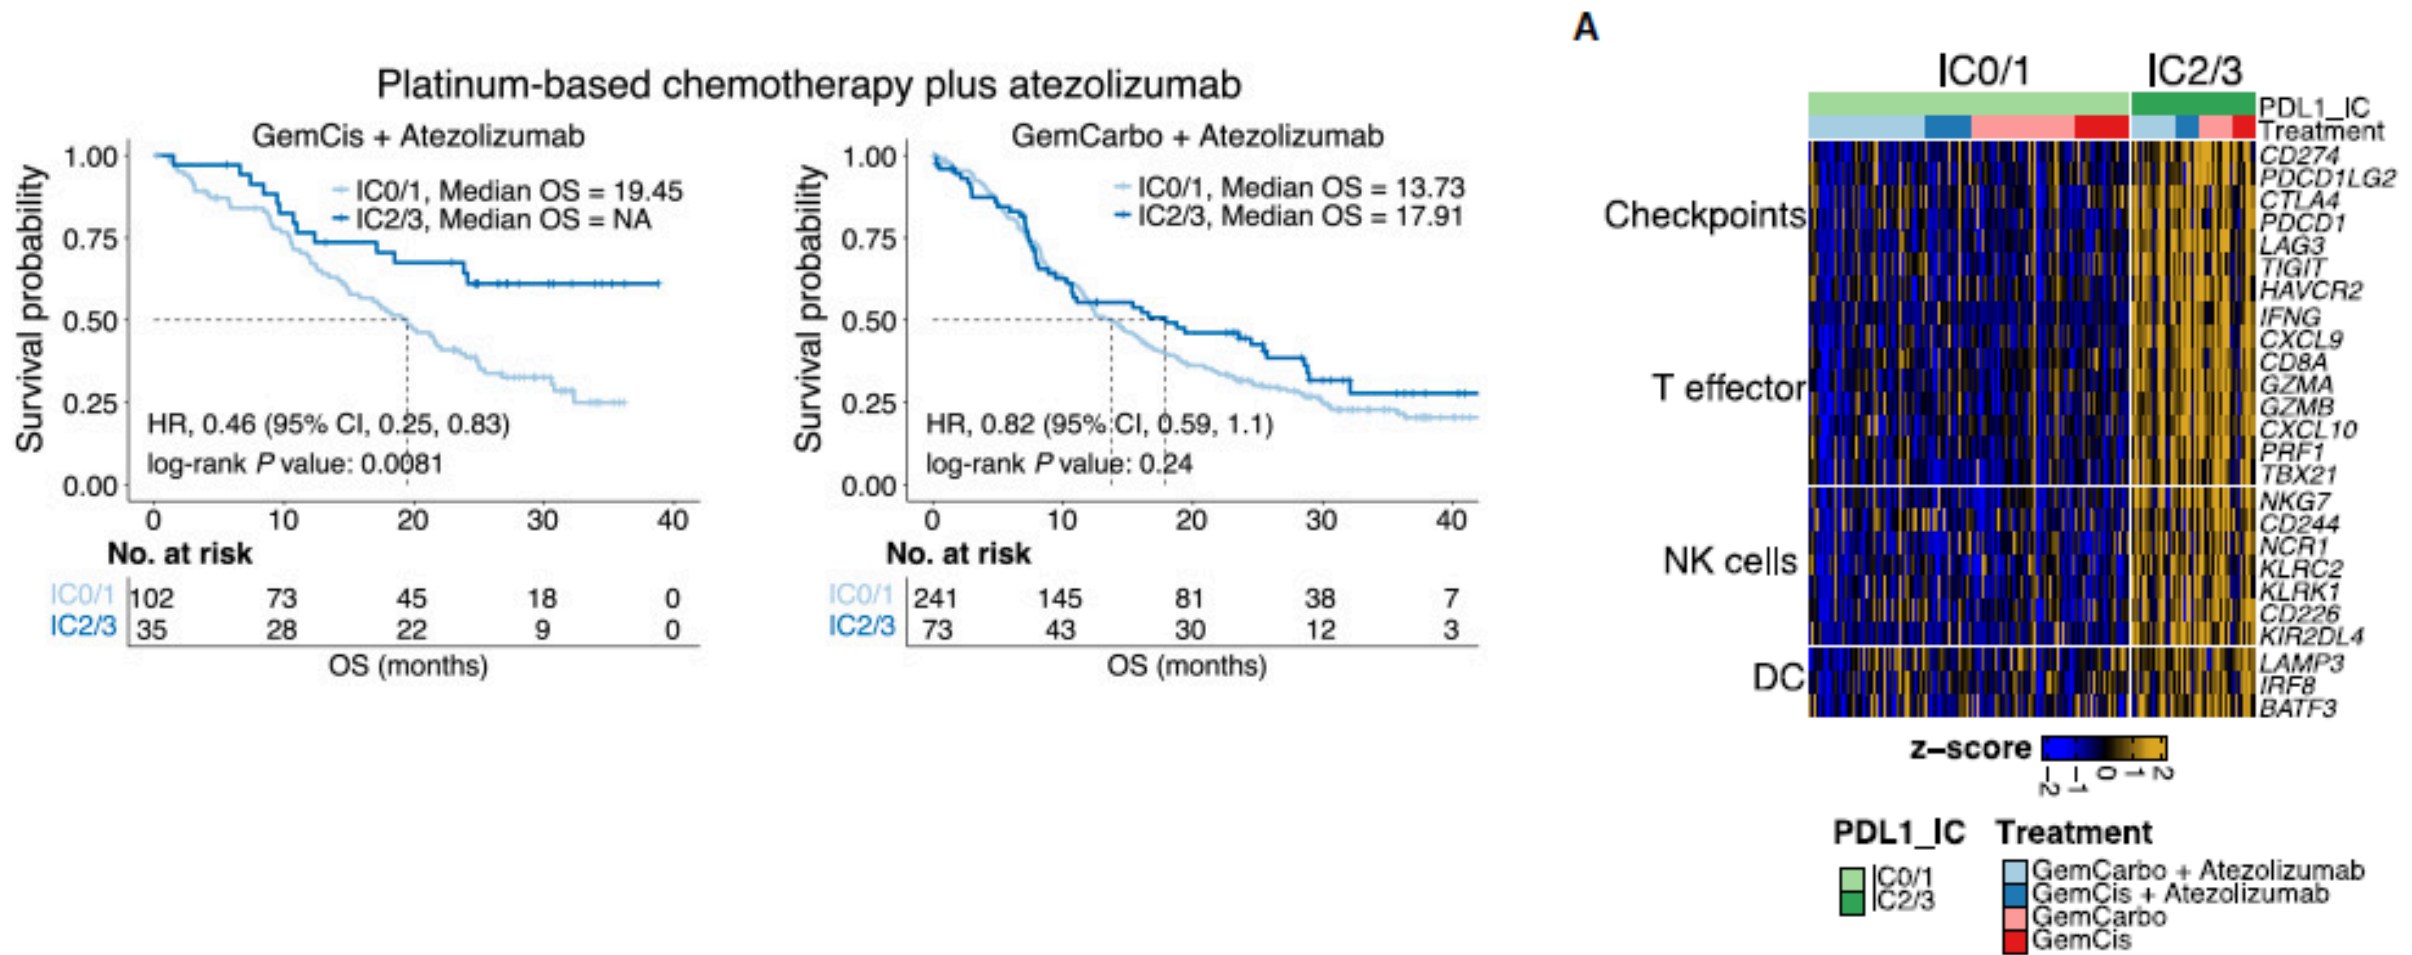 Platinum-based chemotherapy plus atezolizumab
GemCis + Atezolizumab
Survival probability
1.00
0.75
0.50
0.25
0.00
IC0/1, Median OS = 19.45
IC2/3, Median OS = NA
HR, 0.46 (95% CI, 0.25, 0.83)
log-rank P value: 0.0081
0 10 20 30 40
No. at risk
IC0/1 102 73 45 18 0
IC2/3 35 28 22 9 0
OS (months)
GemCarbo + Atezolizumab
Survival probability
1.00
0.75
0.50
0.25
0.00
IC0/1, Median OS = 13.73
IC2/3, Median OS = 17.91
HR, 0.82 (95% CI, 0.59, 1.1)
log-rank P value: 0.24
0 10 20 30 40
No. at risk
IC0/1 241 145 81 38 7
IC2/3 73 43 30 12 3
OS (months)
A
IC0/1 IC2/3
PDL1_IC
Treatment
Checkpoints
CD274
PDCD1LG2
CTLA4
PDCD1
LAG3
TIGIT
HAVCR2
T effector
IFNG
CXCL9
CD8A
GZMA
GZMB
CXCL10
PRF1
TBX21
NK cells
NKG7
CD244
NCR1
KLRC2
KLRK1
CD226
KIR2DL4
DC
LAMP3
IRF8
BATF3
z-score
-2 -1 0 1 2
PDL1_IC
IC0/1
IC2/3
Treatment
GemCarbo + Atezolizumab
GemCis + Atezolizumab
GemCarbo
GemCis